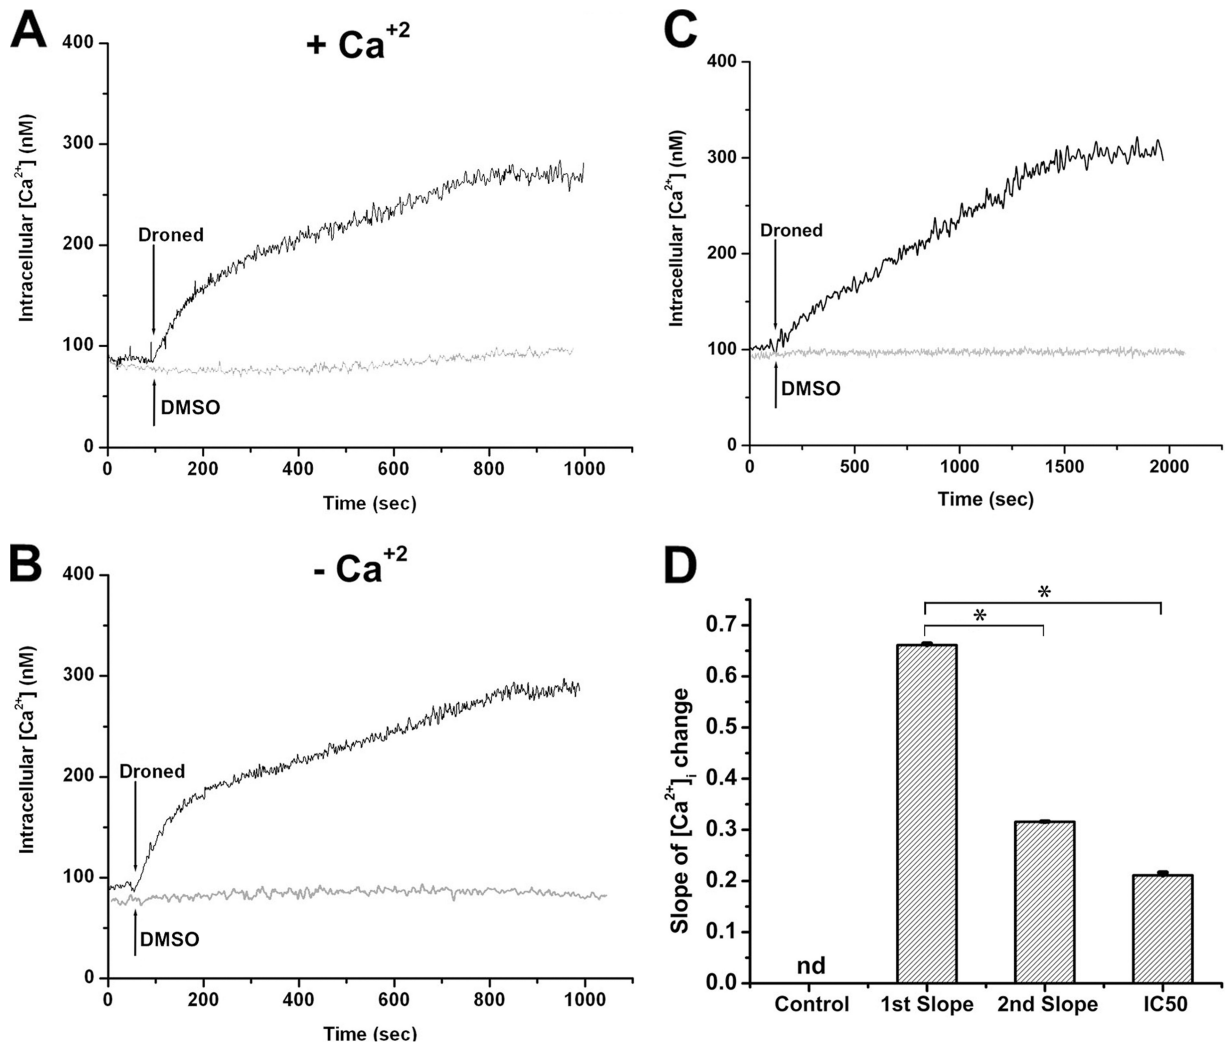 A
+ Ca+2
400
300
200
100
0
Intracellular [Ca2+] (nM)
Droned
DMSO
0 200 400 600 800 1000
Time (sec)
C
400
300
200
100
0
Intracellular [Ca2+] (nM)
Droned
DMSO
0 500 1000 1500 2000
Time (sec)
B
- Ca+2
400
300
200
100
0
Intracellular [Ca2+] (nM)
Droned
DMSO
0 200 400 600 800 1000
Time (sec)
D
0.7
0.6
0.5
0.4
0.3
0.2
0.1
0.0
Slope of [Ca2+]i change
*
*
nd
Control 1st Slope 2nd Slope IC50